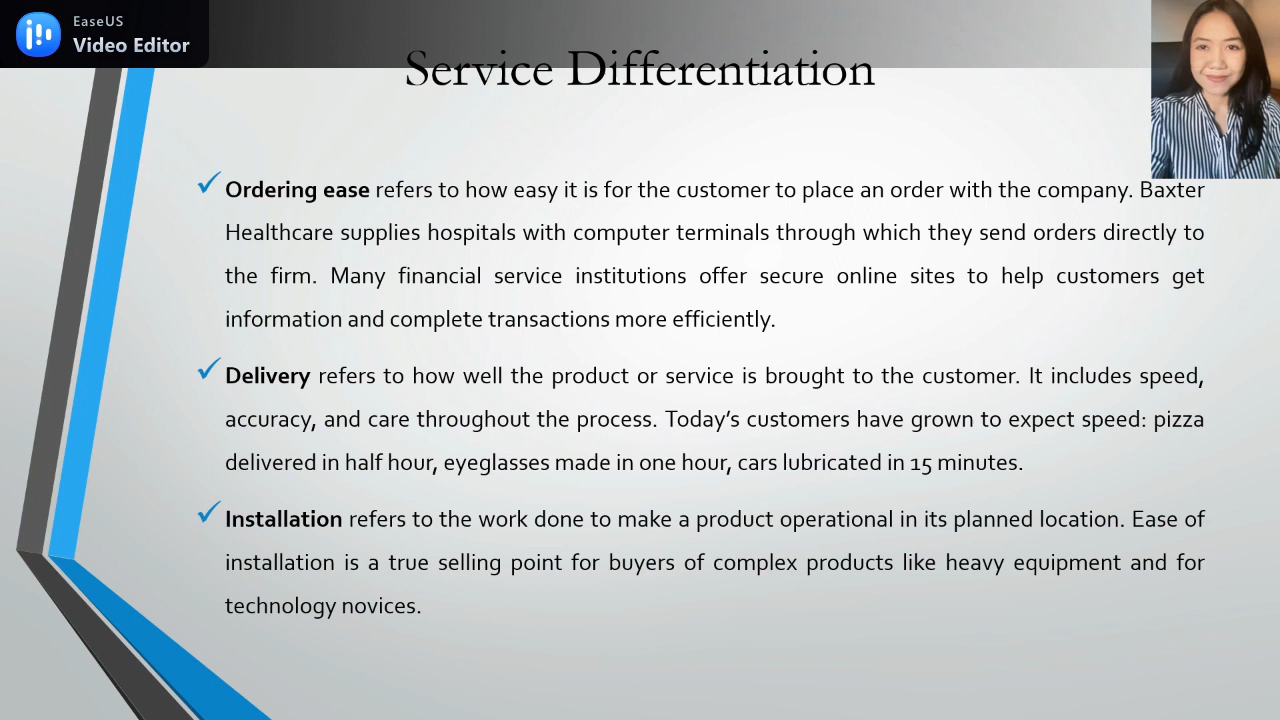 EaseUS
Video Editor
Service Differentiation
Ordering ease refers to how easy it is for the customer to place an order with the company. Baxter
Healthcare supplies hospitals with computer terminals through which they send orders directly to
the firm. Many financial service institutions offer secure online sites to help customers get
information and complete transactions more efficiently.
Delivery refers to how well the product or service is brought to the customer. It includes speed,
accuracy, and care throughout the process. Today’s customers have grown to expect speed: pizza
delivered in half hour, eyeglasses made in one hour, cars lubricated in 15 minutes.
Installation refers to the work done to make a product operational in its planned location. Ease of
installation is a true selling point for buyers of complex products like heavy equipment and for
technology novices.